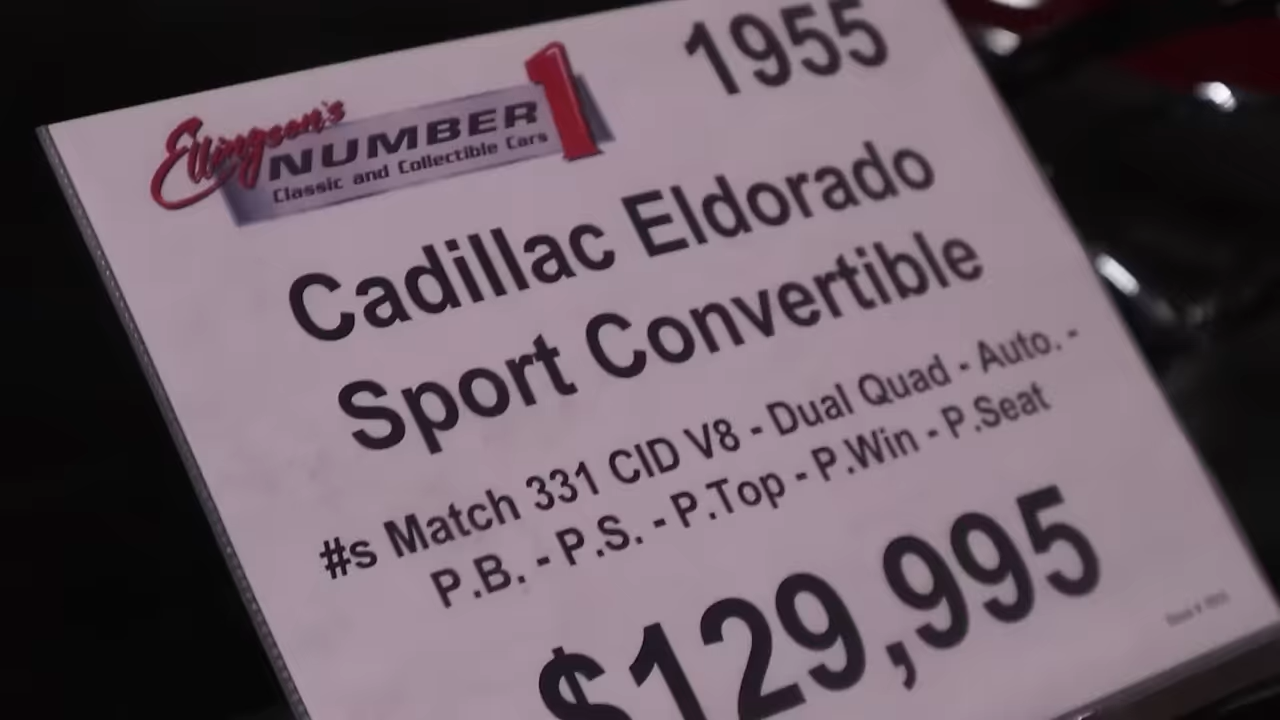 1955
Ellingson's
NUMBER 1
Classic and Collectible Cars
Cadillac Eldorado
Sport Convertible
#s Match 331 CID V8 - Dual Quad - Auto. -
P.B. - P.S. - P.Top - P.Win - P.Seat
$129,995